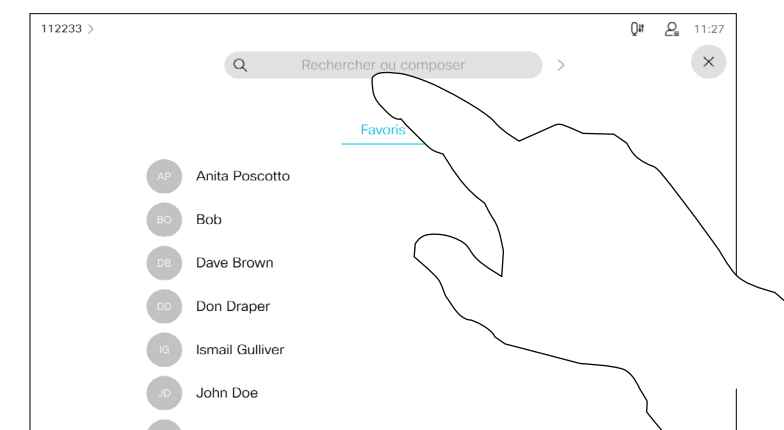 112233 >
11:27
Rechercher ou composer
Favoris
AP Anita Poscotto
BO Bob
DB Dave Brown
DD Don Draper
IG Ismail Gulliver
JD John Doe